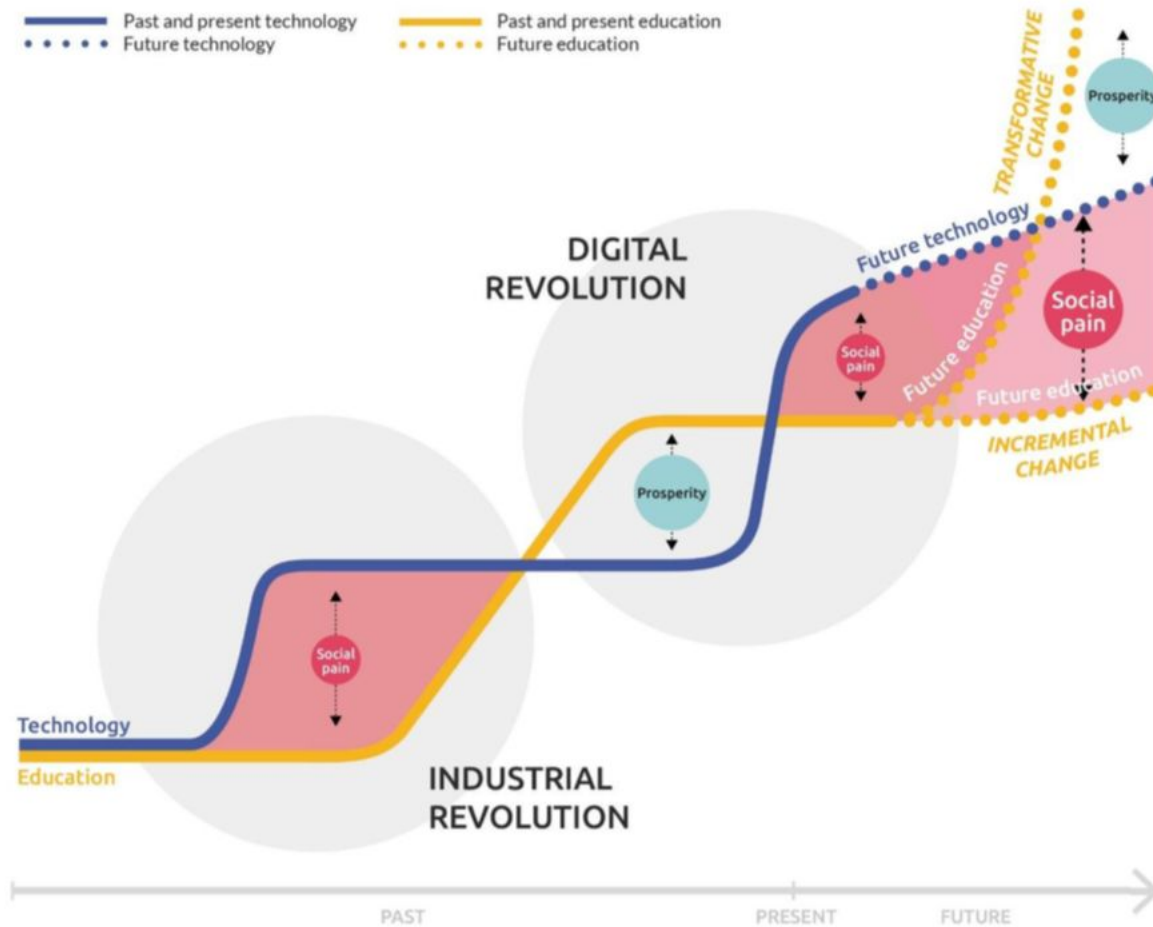 Past and present technology
Future technology
Past and present education
Future education
TRANSFORMATIVE
CHANGE
Prosperity
DIGITAL
REVOLUTION
Future technology
Future education
Social
pain
Social
pain
Future education
INCREMENTAL
CHANGE
Prosperity
Social
pain
Technology
Education
INDUSTRIAL
REVOLUTION
PAST
PRESENT
FUTURE